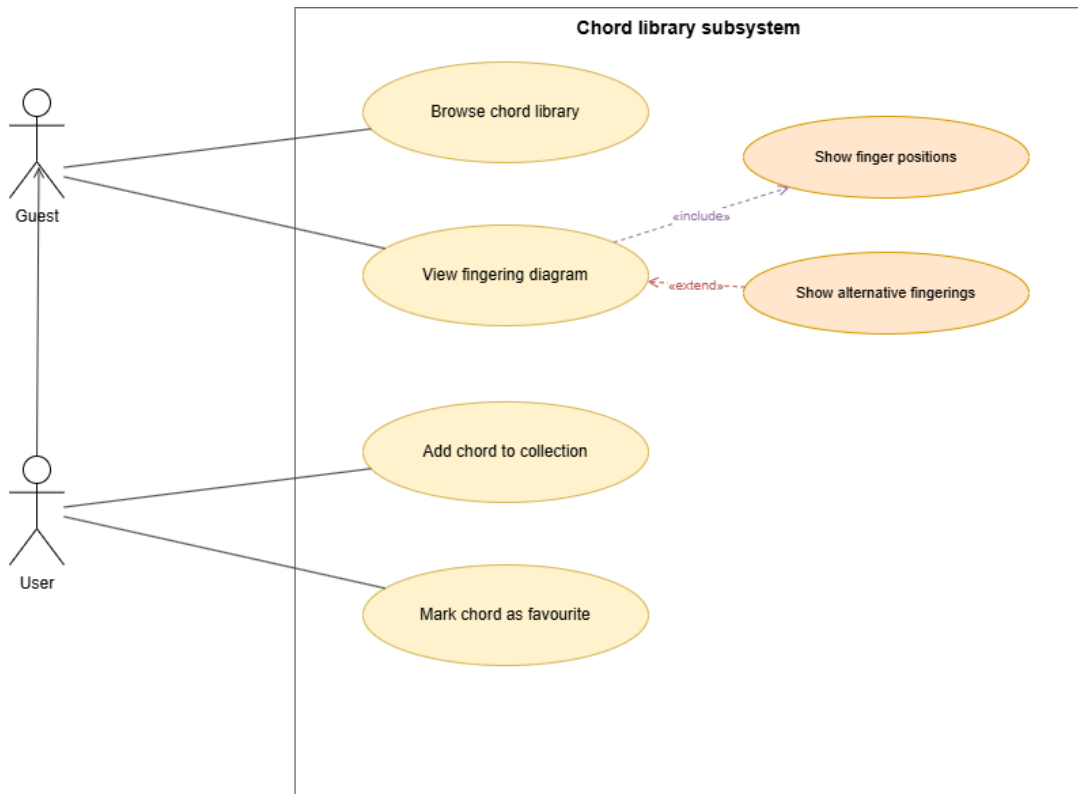 Chord library subsystem
Browse chord library
Show finger positions
Guest
«include»
View fingering diagram
«extend»
Show alternative fingerings
Add chord to collection
User
Mark chord as favourite